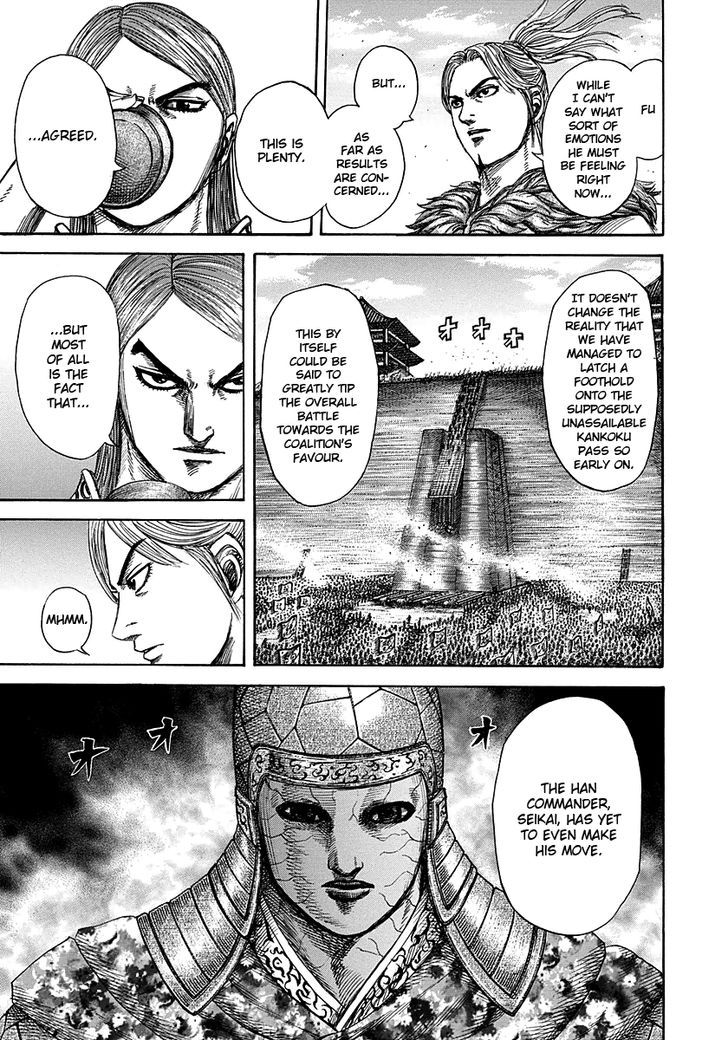 FU
WHILE
I CAN'T
SAY WHAT
SORT OF
EMOTIONS
HE MUST
BE FEELING
RIGHT
NOW...
BUT...
AS
FAR AS
RESULTS
ARE CON-
CERNED...
THIS IS
PLENTY.
...AGREED.
IT DOESN'T
CHANGE THE
REALITY THAT
WE HAVE
MANAGED TO
LATCH A
FOOTHOLD
ONTO THE
SUPPOSEDLY
UNASSAILABLE
KANKOKU
PASS SO
EARLY ON.
オ オ オ
THIS BY
ITSELF
COULD BE
SAID TO
GREATLY TIP
THE OVERALL
BATTLE
TOWARDS THE
COALITION'S
FAVOUR.
...BUT
MOST OF
ALL IS
THE FACT
THAT...
MHMM.
オ オ オ
THE HAN
COMMANDER,
SEIKAI, HAS YET
TO EVEN MAKE
HIS MOVE.